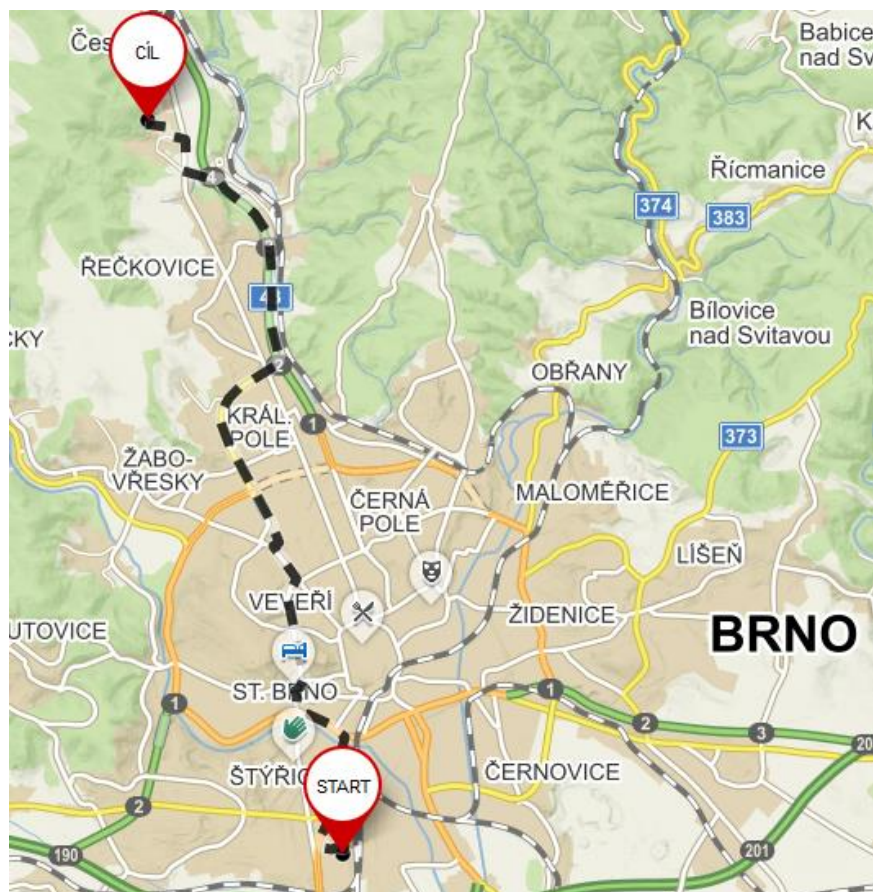 Čes
CÍL
Babice
nad Sv
K
Řícmanice
4
374
383
ŘEČKOVICE
Bílovice
nad Svitavou
CKY
2
OBŘANY
KRÁL.
POLE
1
373
ŽABO-
VŘESKY
ČERNÁ
POLE
MALOMĚŘICE
LÍŠEŇ
VEVEŘÍ
ŽIDENICE
UTOVICE
BRNO
ST. BRNO
1
1
2
3
20
ŠTÝŘIC
START
ČERNOVICE
2
190
201